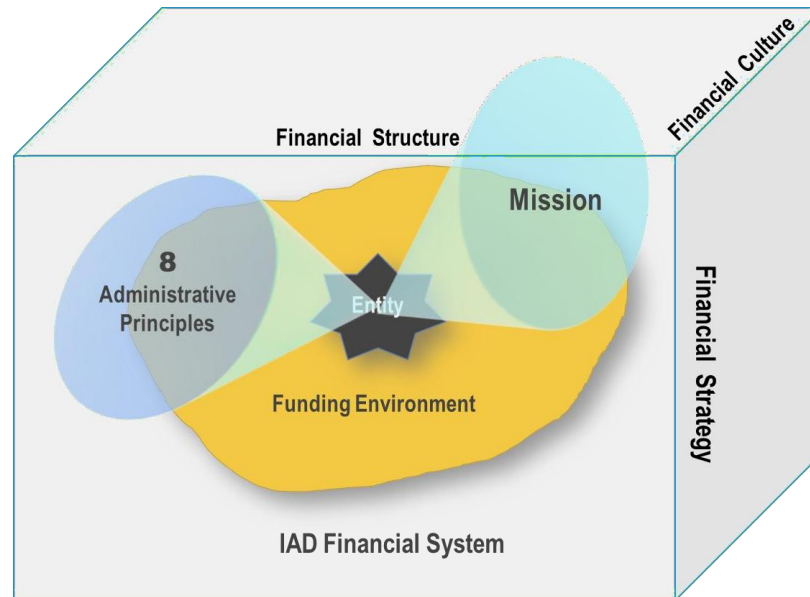 Financial Culture
Financial Structure
Mission
8
Administrative
Principles
Entity
Financial Strategy
Funding Environment
IAD Financial System